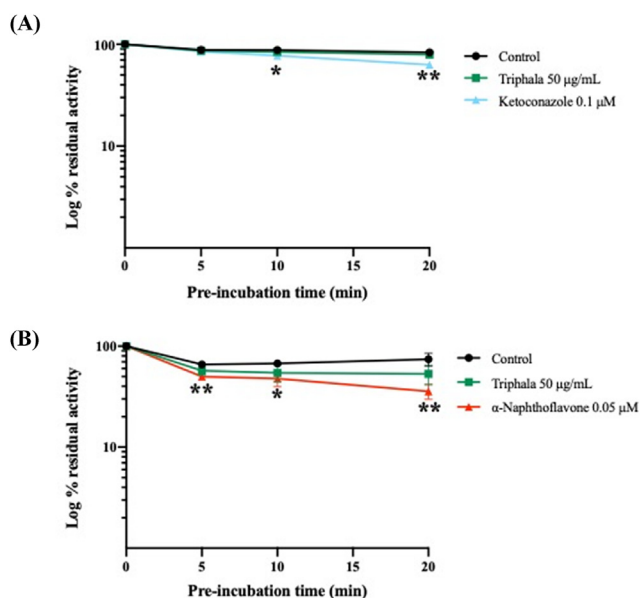 (A)
Log % residual activity
100
10
0
5
10
15
20
*
**
Pre-incubation time (min)
Control
Triphala 50 µg/mL
Ketoconazole 0.1 µM
(B)
Log % residual activity
100
10
0
5
10
15
20
**
*
**
Pre-incubation time (min)
Control
Triphala 50 µg/mL
α-Naphthoflavone 0.05 µM